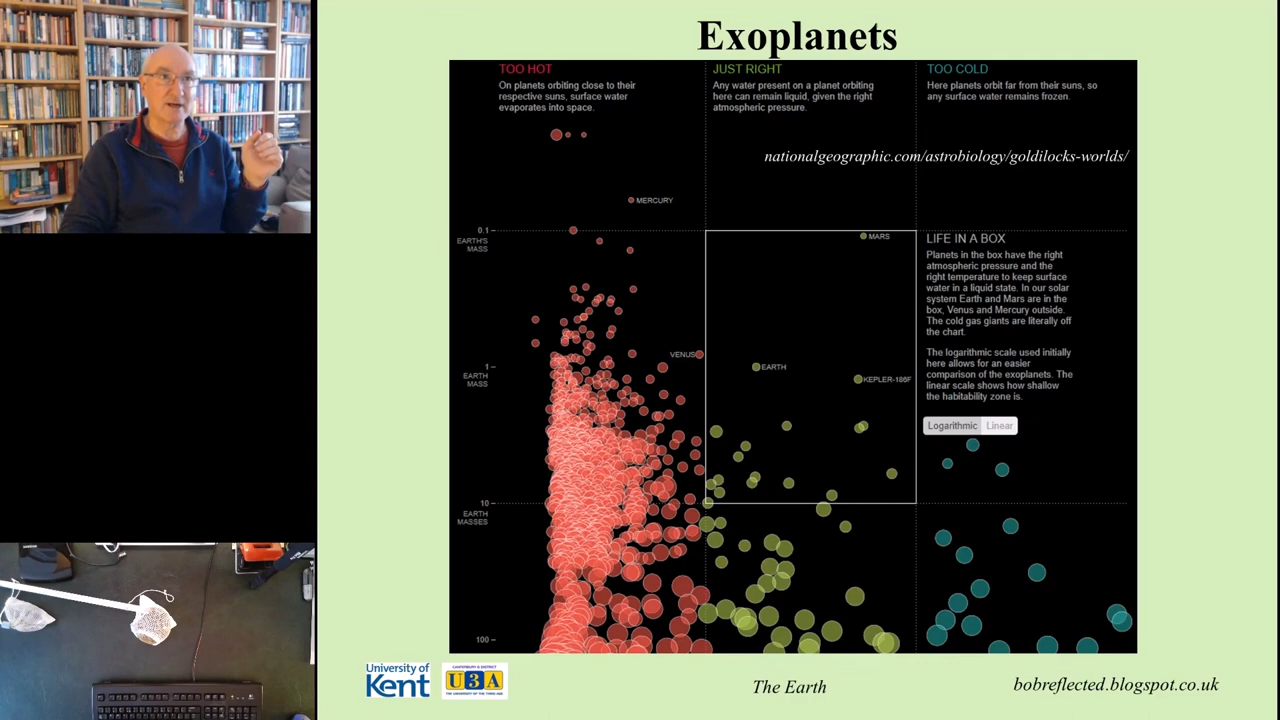 Exoplanets
TOO HOT
On planets orbiting close to their
respective suns, surface water
evaporates into space.
JUST RIGHT
Any water present on a planet orbiting
here can remain liquid, given the right
atmospheric pressure.
TOO COLD
Here planets orbit far from their suns, so
any surface water remains frozen.
nationalgeographic.com/astrobiology/goldilocks-worlds/
MERCURY
0.1
EARTH'S
MASS
MARS
LIFE IN A BOX
Planets in the box have the right
atmospheric pressure and the
right temperature to keep surface
water in a liquid state. In our solar
system Earth and Mars are in the
box, Venus and Mercury outside.
The cold gas giants are literally off
the chart.
The logarithmic scale used initially
here allows for an easier
comparison of the exoplanets. The
linear scale shows how shallow
the habitability zone is.
VENUS
1
EARTH
MASS
EARTH
KEPLER-186F
Logarithmic Linear
10
EARTH
MASSES
100
University of
Kent
CANTERBURY & DISTRICT
U3A
THE UNIVERSITY OF THE THIRD AGE
The Earth
bobreflected.blogspot.co.uk